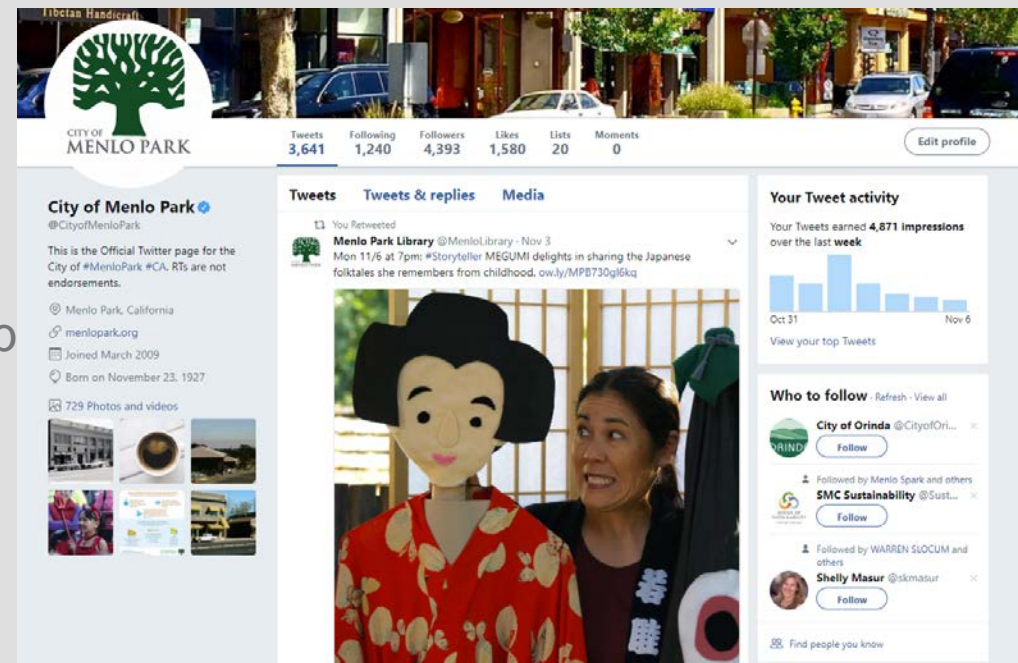 Tibetan Handicraft
CITY OF
MENLO PARK
Tweets
3,641
Following
1,240
Followers
4,393
Likes
1,580
Lists
20
Moments
0
Edit profile
City of Menlo Park
@CityofMenloPark
This is the Official Twitter page for the
City of #MenloPark #CA. RTs are not
endorsements.
Menlo Park, California
menlopark.org
Joined March 2009
Born on November 23, 1927
729 Photos and videos
Tweets Tweets & replies Media
You Retweeted
Menlo Park Library @MenloLibrary · Nov 3
Mon 11/6 at 7pm: #Storyteller MEGUMI delights in sharing the Japanese
folktales she remembers from childhood. ow.ly/MPB730gl6kq
若
鮭
Your Tweet activity
Your Tweets earned 4,871 impressions
over the last week
Oct 31
Nov 6
View your top Tweets
Who to follow · Refresh · View all
City of Orinda @CityofOri...
Follow
Followed by Menlo Spark and others
SMC Sustainability @Sust...
Follow
Followed by WARREN SLOCUM and
others
Shelly Masur @skmasur
Follow
Find people you know